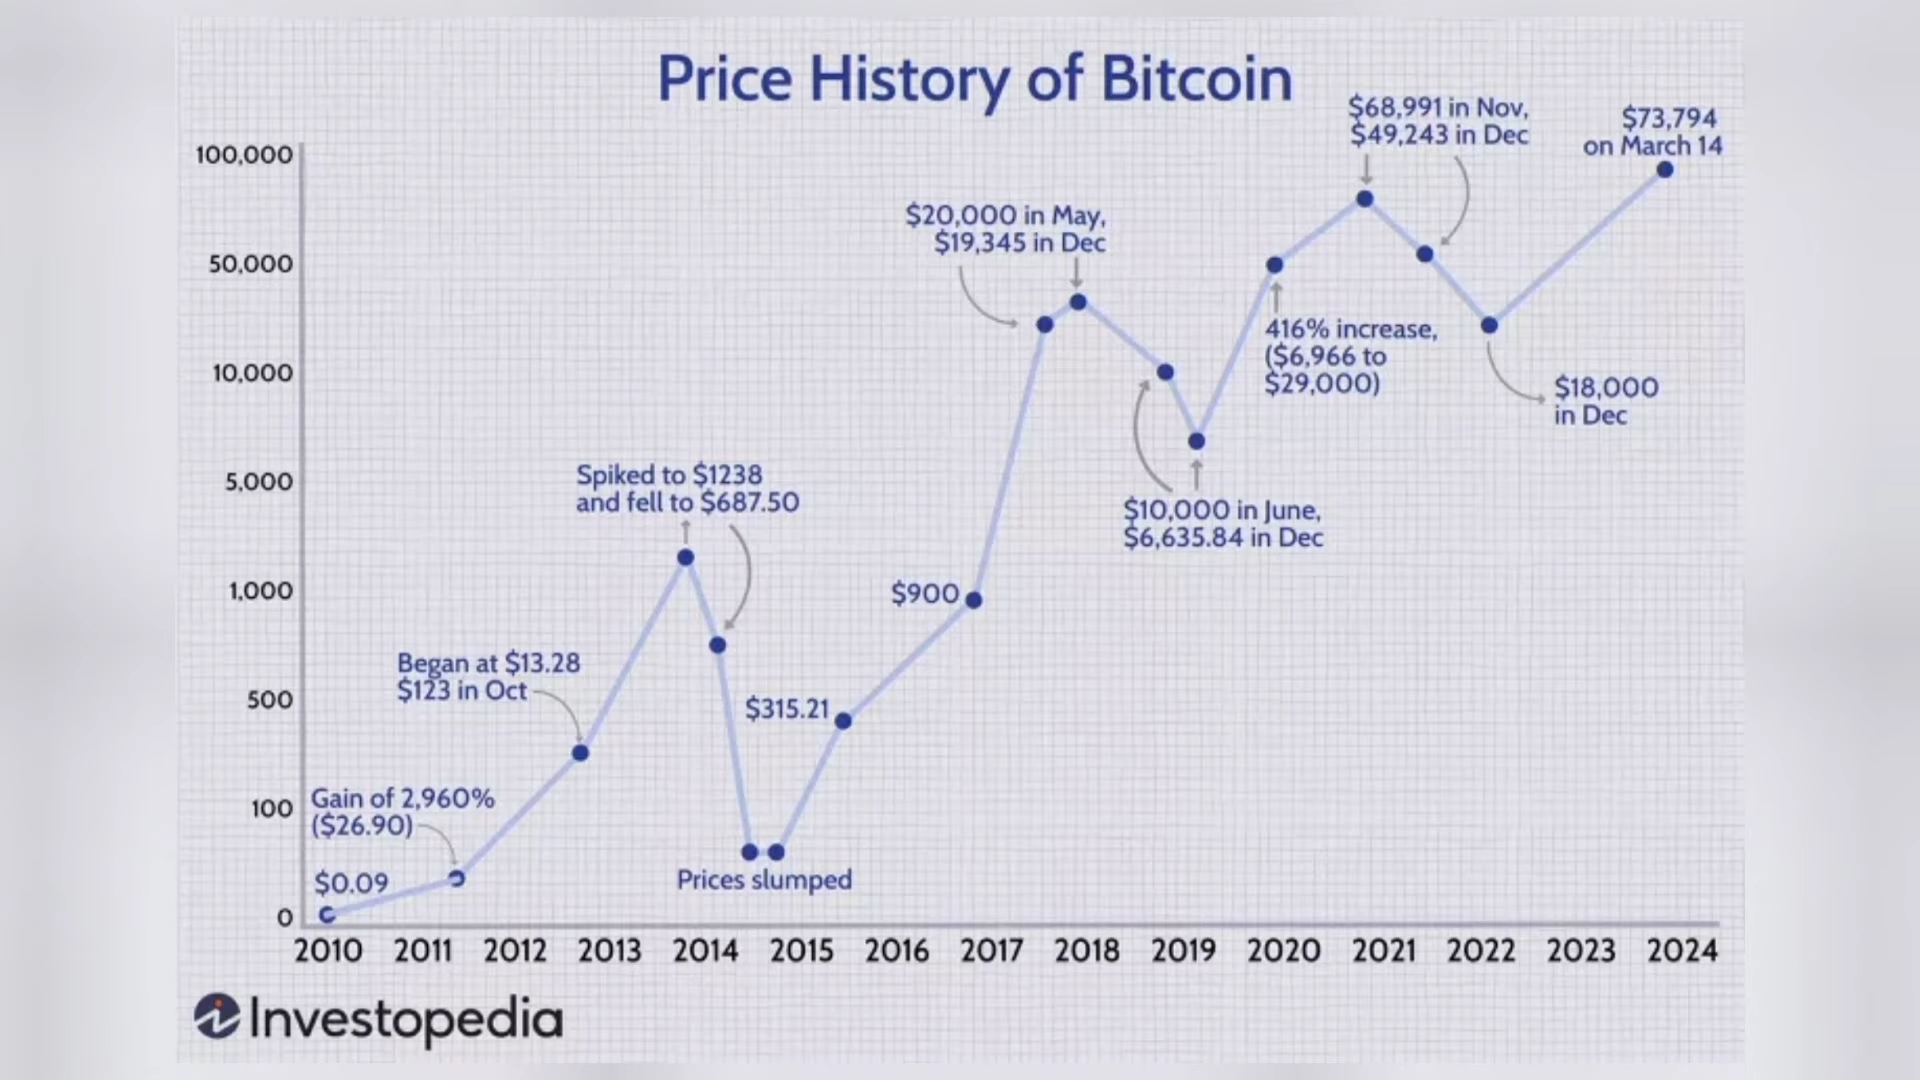 Price History of Bitcoin
$68,991 in Nov,
$49,243 in Dec
$73,794
on March 14
100,000
$20,000 in May,
$19,345 in Dec
50,000
416% increase,
($6,966 to
$29,000)
10,000
$18,000
in Dec
Spiked to $1238
and fell to $687.50
5,000
$10,000 in June,
$6,635.84 in Dec
1,000
$900
Began at $13.28
$123 in Oct
500
$315.21
Gain of 2,960%
($26.90)
100
$0.09
Prices slumped
0
2010 2011 2012 2013 2014 2015 2016 2017 2018 2019 2020 2021 2022 2023 2024
Investopedia